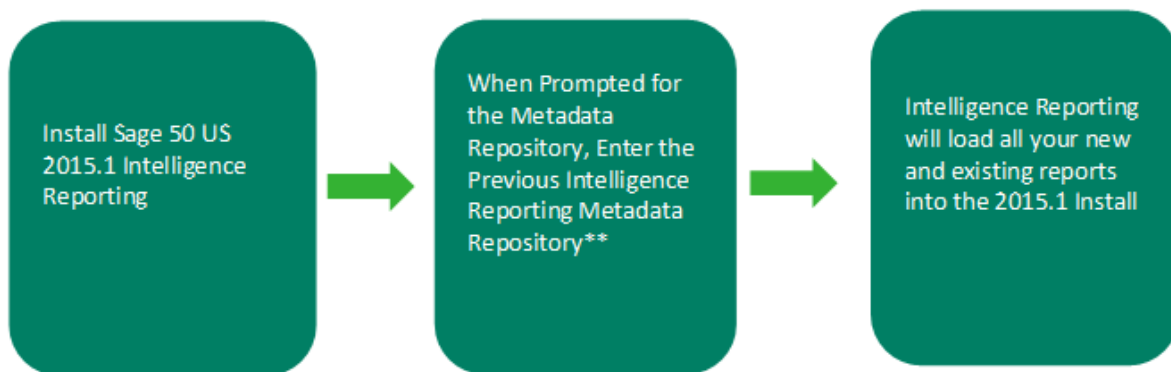 Install Sage 50 US
2015.1 Intelligence
Reporting
When Prompted for
the Metadata
Repository, Enter the
Previous Intelligence
Reporting Metadata
Repository**
Intelligence Reporting
will load all your new
and existing reports
into the 2015.1 Install